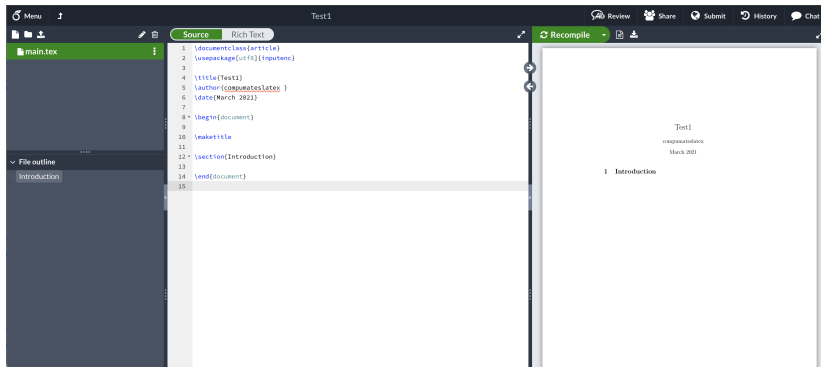 Menu
Test1
Review
Share
Submit
History
Chat
Source
Rich Text
Recompile
main.tex
File outline
Introduction
1 \documentclass{article}
2 \usepackage[utf8]{inputenc}
3
4 \title{Test1}
5 \author{compumateslatex }
6 \date{March 2021}
7
8 \begin{document}
9
10 \maketitle
11
12 \section{Introduction}
13
14 \end{document}
15
Test1
compumateslatex
March 2021
1 Introduction